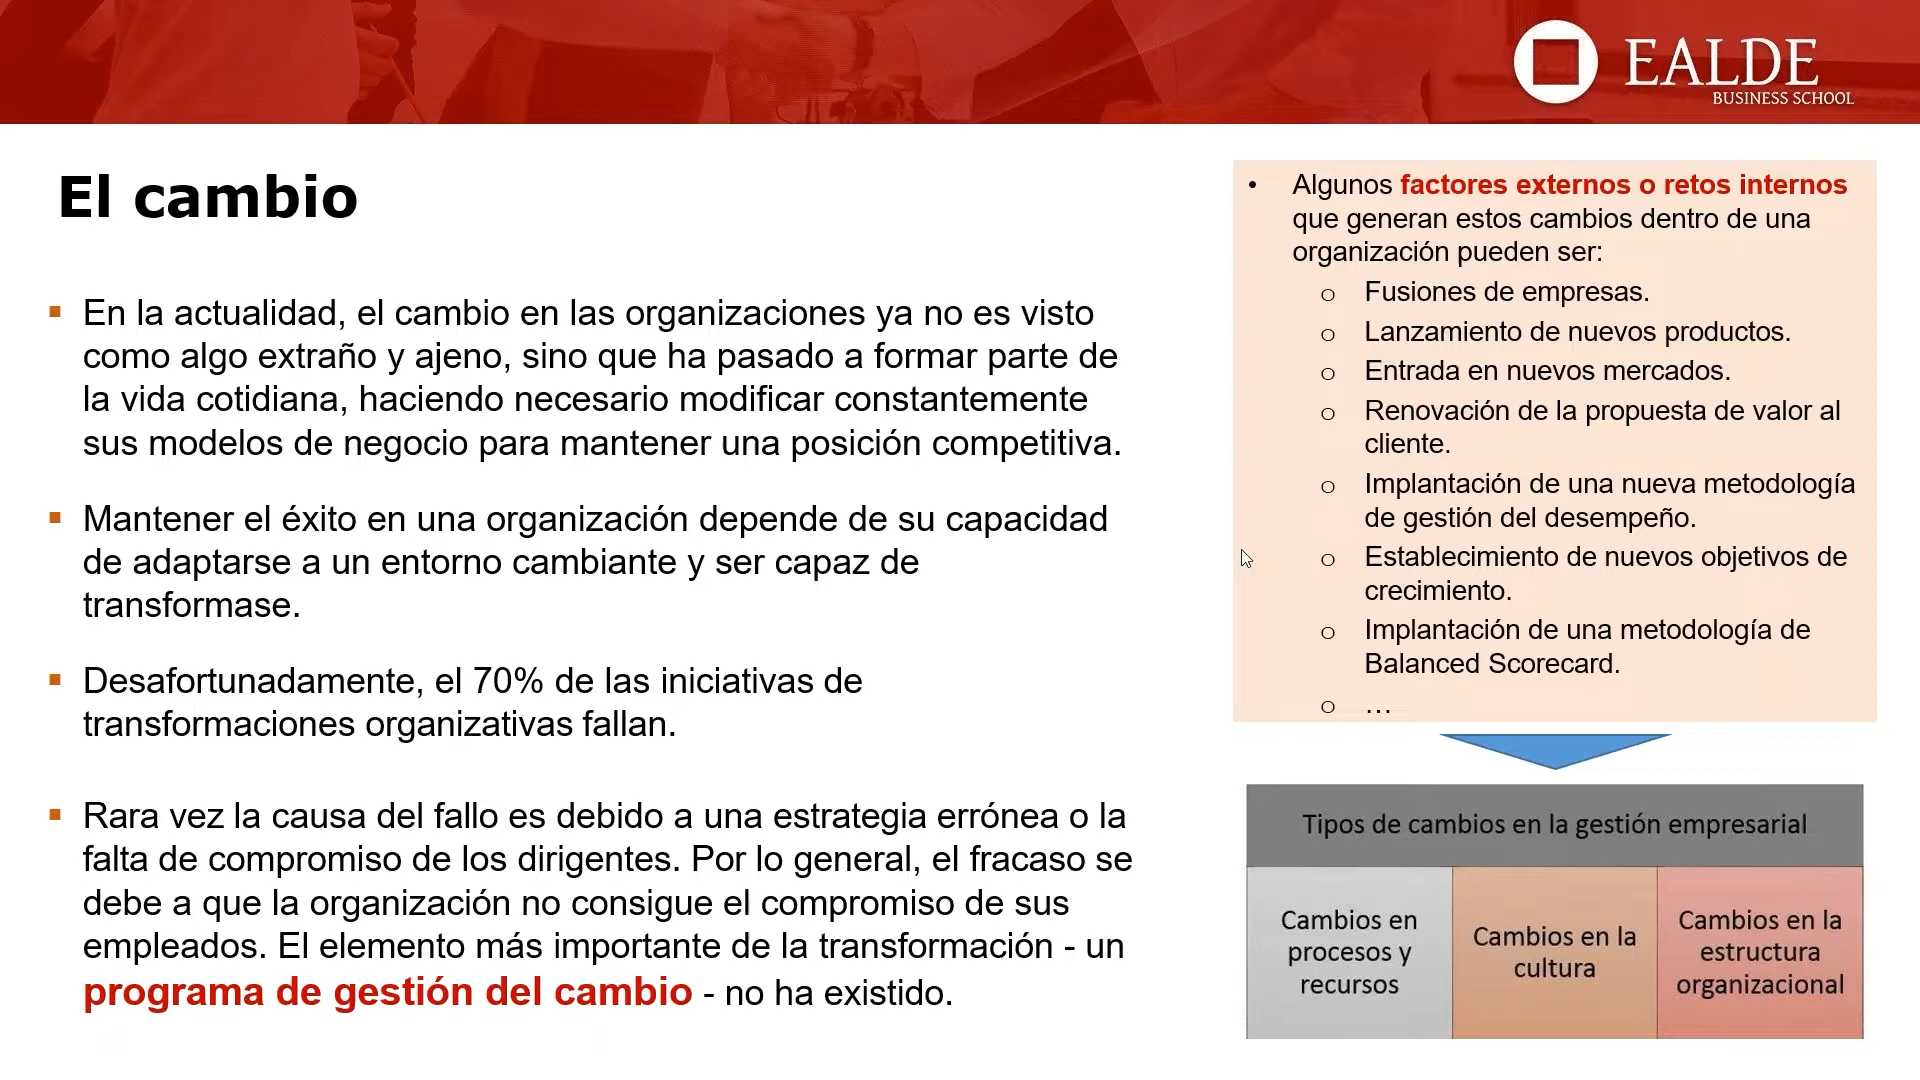 EALDE
BUSINESS SCHOOL
El cambio
▪ En la actualidad, el cambio en las organizaciones ya no es visto
como algo extraño y ajeno, sino que ha pasado a formar parte de
la vida cotidiana, haciendo necesario modificar constantemente
sus modelos de negocio para mantener una posición competitiva.
▪ Mantener el éxito en una organización depende de su capacidad
de adaptarse a un entorno cambiante y ser capaz de
transformase.
▪ Desafortunadamente, el 70% de las iniciativas de
transformaciones organizativas fallan.
▪ Rara vez la causa del fallo es debido a una estrategia errónea o la
falta de compromiso de los dirigentes. Por lo general, el fracaso se
debe a que la organización no consigue el compromiso de sus
empleados. El elemento más importante de la transformación - un
programa de gestión del cambio - no ha existido.
• Algunos factores externos o retos internos
que generan estos cambios dentro de una
organización pueden ser:
o Fusiones de empresas.
o Lanzamiento de nuevos productos.
o Entrada en nuevos mercados.
o Renovación de la propuesta de valor al
cliente.
o Implantación de una nueva metodología
de gestión del desempeño.
o Establecimiento de nuevos objetivos de
crecimiento.
o Implantación de una metodología de
Balanced Scorecard.
o …
Tipos de cambios en la gestión empresarial
Cambios en
procesos y
recursos
Cambios en la
cultura
Cambios en la
estructura
organizacional